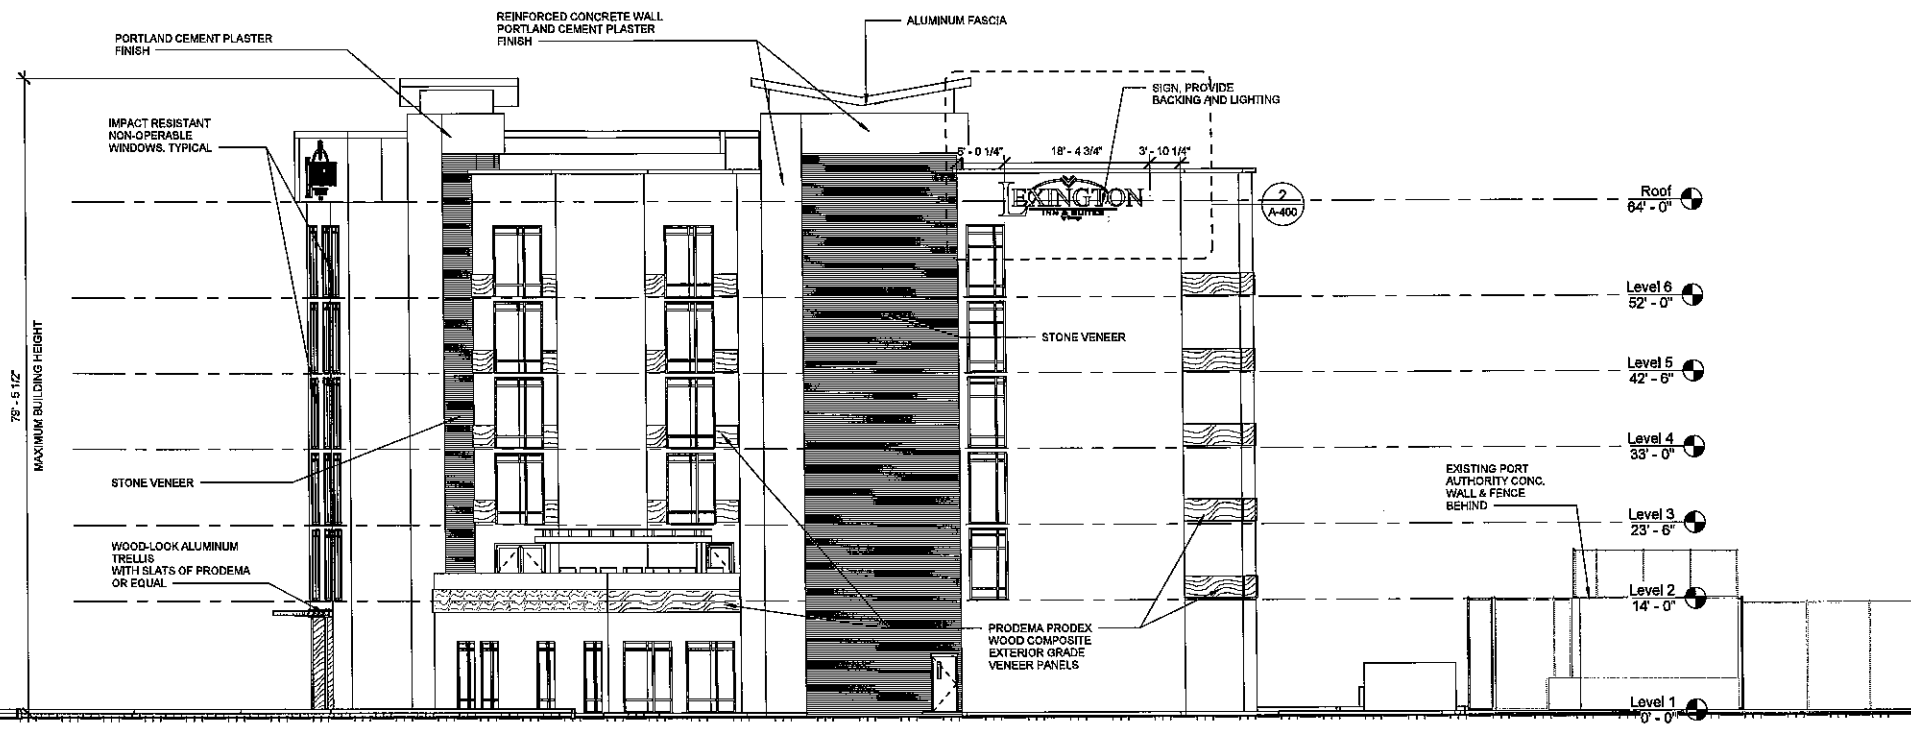 REINFORCED CONCRETE WALL
PORTLAND CEMENT PLASTER
FINISH
ALUMINUM FASCIA
PORTLAND CEMENT PLASTER
FINISH
SIGN, PROVIDE
BACKING AND LIGHTING
IMPACT RESISTANT
NON-OPERABLE
WINDOWS. TYPICAL
18' - 4 3/4"
3' - 10 1/4"
LEXINGTON
INN & SUITES
2
A-400
Roof
64' - 0"
Level 6
52' - 0"
STONE VENEER
Level 5
42' - 6"
79' - 5 1/2"
MAXIMUM BUILDING HEIGHT
Level 4
33' - 0"
STONE VENEER
EXISTING PORT
AUTHORITY CONC.
WALL & FENCE
BEHIND
Level 3
23' - 6"
WOOD-LOOK ALUMINUM
TRELLIS
WITH SLATS OF PRODEMA
OR EQUAL
Level 2
14' - 0"
PRODEMA PRODEX
WOOD COMPOSITE
EXTERIOR GRADE
VENEER PANELS
Level 1
0' - 0"